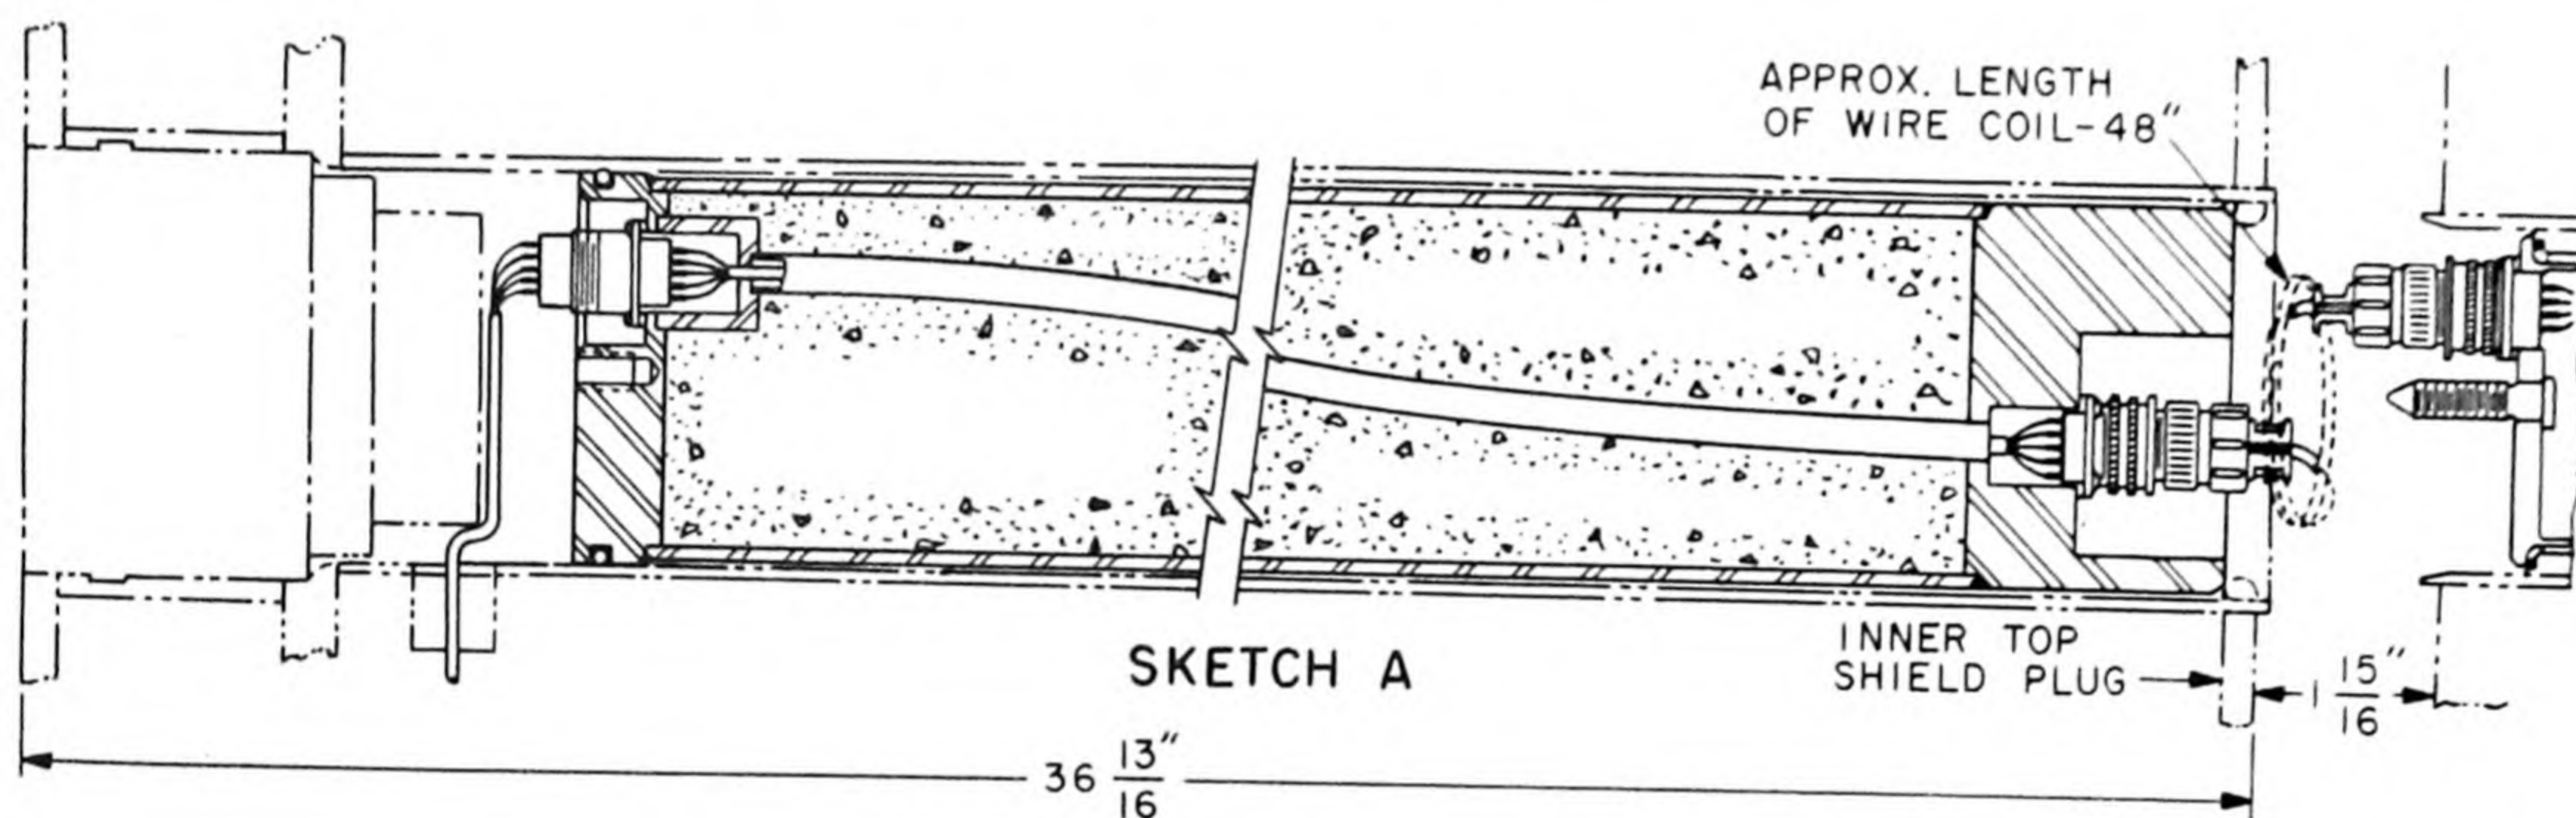 APPROX. LENGTH
OF WIRE COIL-48"
INNER TOP
SHIELD PLUG
1 15/16"
SKETCH A
36 13/16"